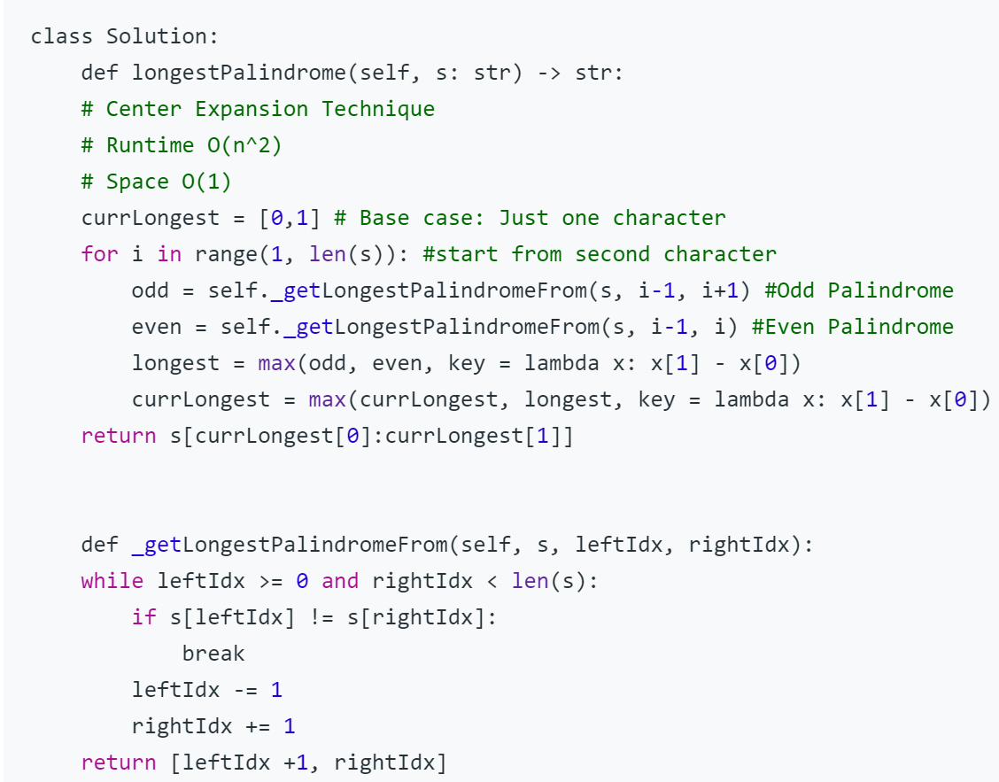 class Solution:
    def longestPalindrome(self, s: str) -> str:
    # Center Expansion Technique
    # Runtime O(n^2)
    # Space O(1)
    currLongest = [0,1] # Base case: Just one character
    for i in range(1, len(s)): #start from second character
        odd = self._getLongestPalindromeFrom(s, i-1, i+1) #Odd Palindrome
        even = self._getLongestPalindromeFrom(s, i-1, i) #Even Palindrome
        longest = max(odd, even, key = lambda x: x[1] - x[0])
        currLongest = max(currLongest, longest, key = lambda x: x[1] - x[0])
    return s[currLongest[0]:currLongest[1]]
    def _getLongestPalindromeFrom(self, s, leftIdx, rightIdx):
    while leftIdx >= 0 and rightIdx < len(s):
        if s[leftIdx] != s[rightIdx]:
            break
        leftIdx -= 1
        rightIdx += 1
    return [leftIdx +1, rightIdx]